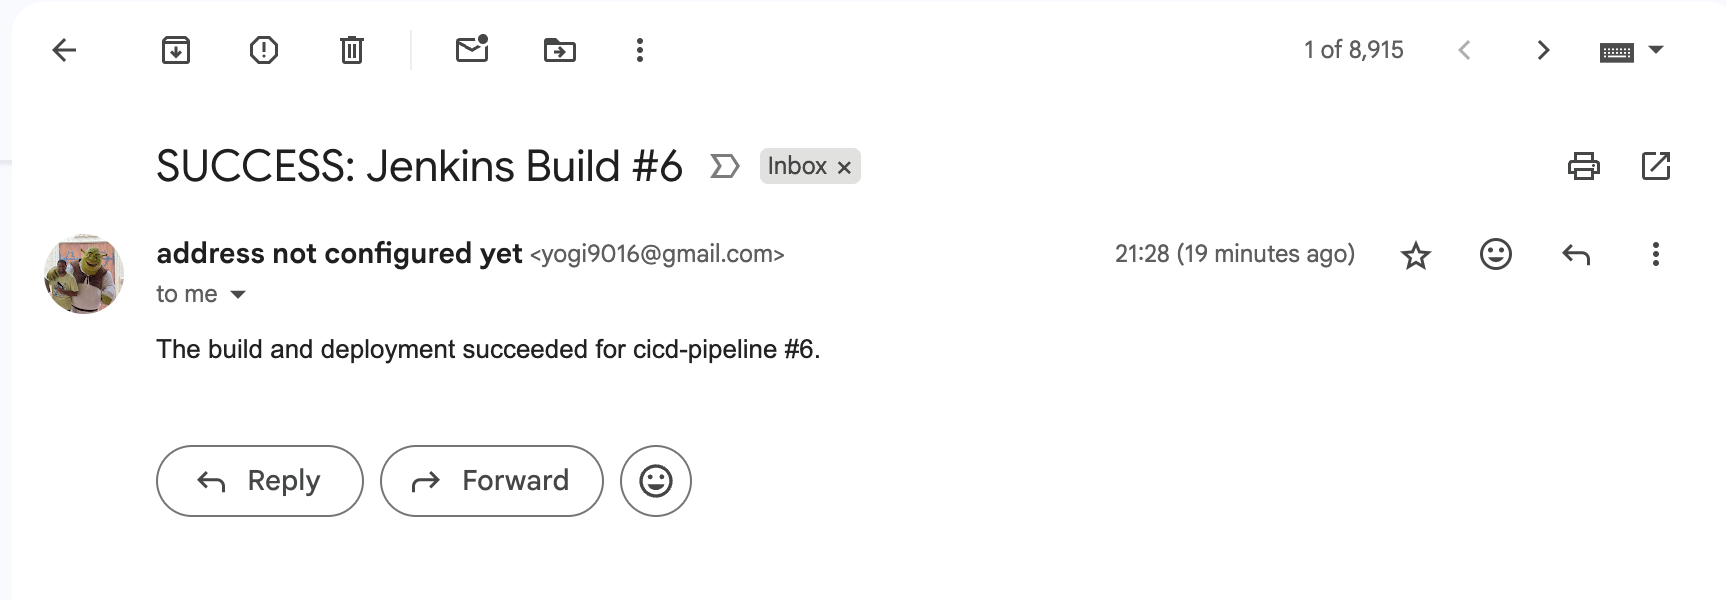 1 of 8,915
SUCCESS: Jenkins Build #6 Inbox x
address not configured yet <yogi9016@gmail.com> 21:28 (19 minutes ago)
to me
The build and deployment succeeded for cicd-pipeline #6.
Reply Forward